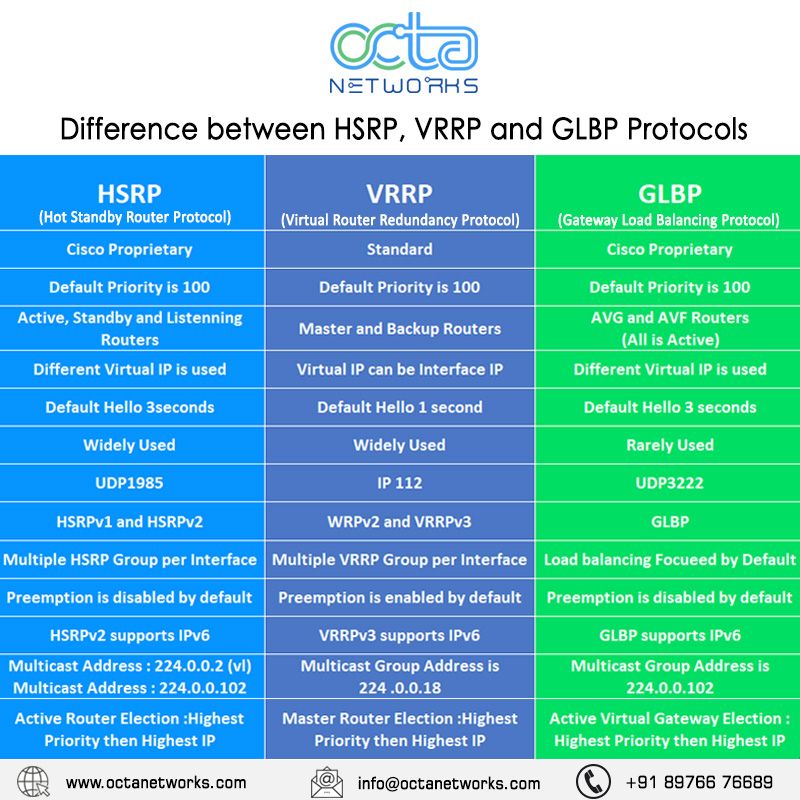 octa
NETWORKS
Difference between HSRP, VRRP and GLBP Protocols
HSRP
(Hot Standby Router Protocol)
VRRP
(Virtual Router Redundancy Protocol)
GLBP
(Gateway Load Balancing Protocol)
Cisco Proprietary
Standard
Cisco Proprietary
Default Priority is 100
Default Priority is 100
Default Priority is 100
Active, Standby and Listenning
Routers
Master and Backup Routers
AVG and AVF Routers
(All is Active)
Different Virtual IP is used
Virtual IP can be Interface IP
Different Virtual IP is used
Default Hello 3seconds
Default Hello 1 second
Default Hello 3 seconds
Widely Used
Widely Used
Rarely Used
UDP1985
IP 112
UDP3222
HSRPv1 and HSRPv2
WRPv2 and VRRPv3
GLBP
Multiple HSRP Group per Interface
Multiple VRRP Group per Interface
Load balancing Focueed by Default
Preemption is disabled by default
Preemption is enabled by default
Preemption is disabled by default
HSRPv2 supports IPv6
VRRPv3 supports IPv6
GLBP supports IPv6
Multicast Address : 224.0.0.2 (vl)
Multicast Address : 224.0.0.102
Multicast Group Address is
224 .0.0.18
Multicast Group Address is
224.0.0.102
Active Router Election :Highest
Priority then Highest IP
Master Router Election :Highest
Priority then Highest IP
Active Virtual Gateway Election :
Highest Priority then Highest IP
www.octanetworks.com
info@octanetworks.com
+91 89766 76689